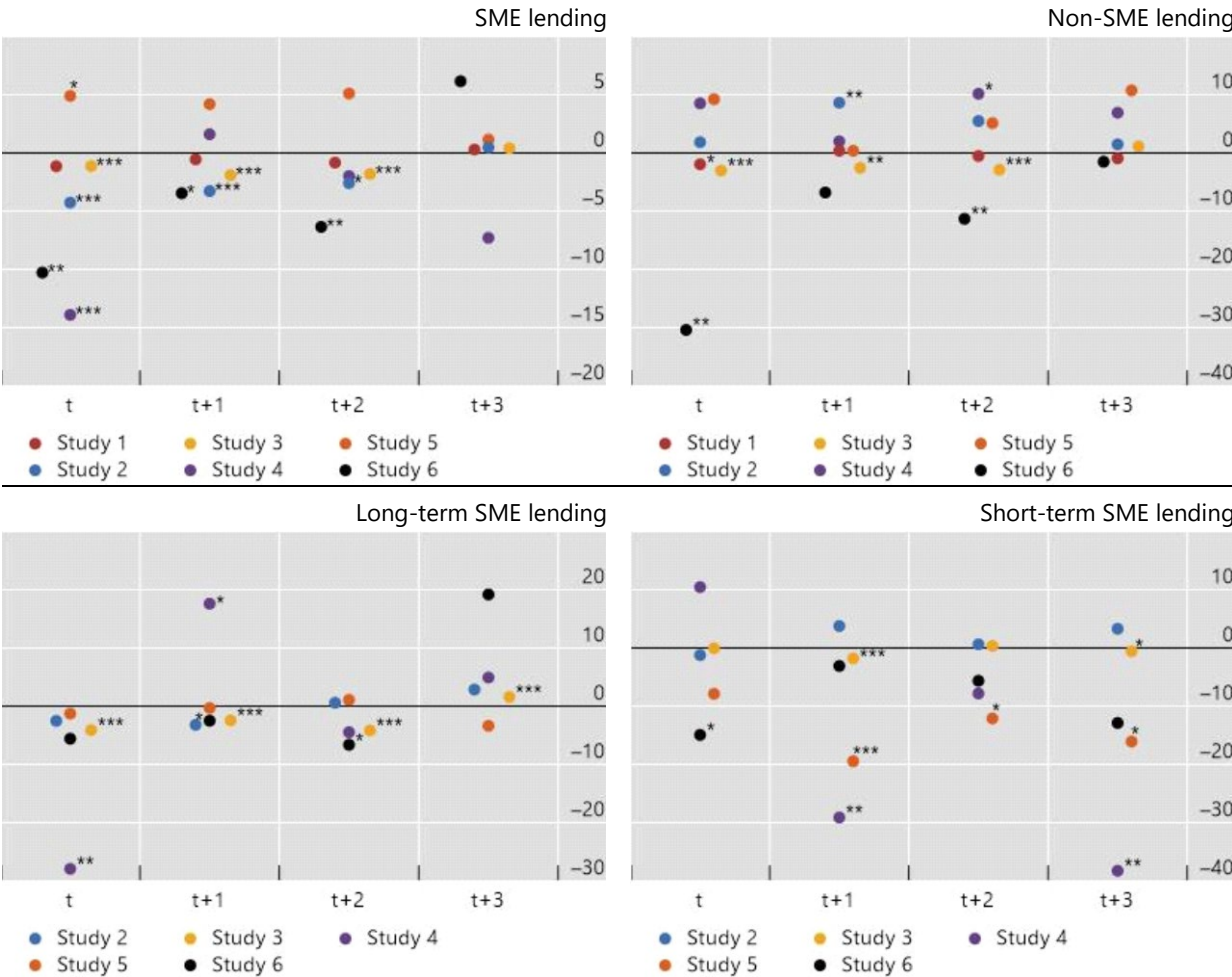 SME lending
Non-SME lending
*
5
***
***
**
***
0
–5
–10
–15
–20
***
*
***
***
*
**
t
t+1
t+2
t+3
Study 1
Study 3
Study 5
Study 2
Study 4
Study 6
**
*
10
*
***
**
***
0
**
–10
–20
**
–30
–40
t
t+1
t+2
t+3
Study 1
Study 3
Study 5
Study 2
Study 4
Study 6
Long-term SME lending
Short-term SME lending
20
*
10
***
0
***
*
***
***
*
–10
–20
**
–30
t
t+1
t+2
t+3
Study 2
Study 3
Study 4
Study 5
Study 6
10
0
***
*
–10
*
*
*
–20
***
**
–30
**
–40
t
t+1
t+2
t+3
Study 2
Study 3
Study 4
Study 5
Study 6